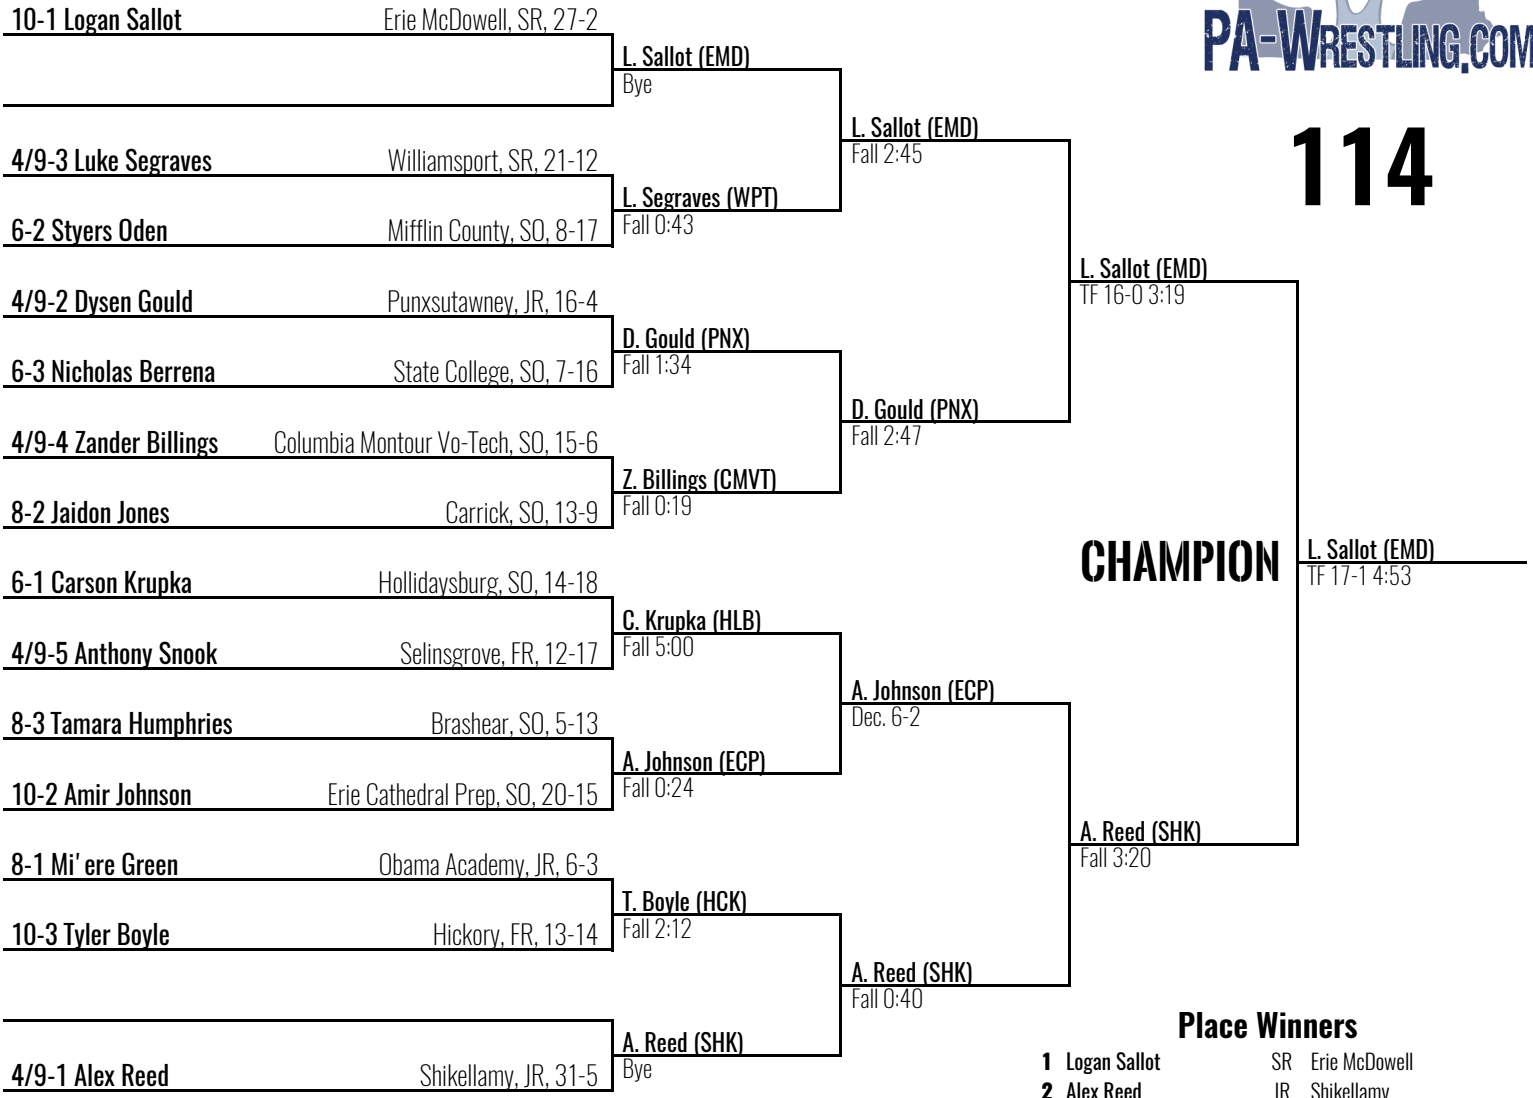 PA-WRESTLING.COM
114
10-1 Logan Sallot Erie McDowell, SR, 27-2
4/9-3 Luke Segraves Williamsport, SR, 21-12
6-2 Styers Oden Mifflin County, SO, 8-17
4/9-2 Dysen Gould Punxsutawney, JR, 16-4
6-3 Nicholas Berrena State College, SO, 7-16
4/9-4 Zander Billings Columbia Montour Vo-Tech, SO, 15-6
8-2 Jaidon Jones Carrick, SO, 13-9
6-1 Carson Krupka Hollidaysburg, SO, 14-18
4/9-5 Anthony Snook Selinsgrove, FR, 12-17
8-3 Tamara Humphries Brashear, SO, 5-13
10-2 Amir Johnson Erie Cathedral Prep, SO, 20-15
8-1 Mi'ere Green Obama Academy, JR, 6-3
10-3 Tyler Boyle Hickory, FR, 13-14
4/9-1 Alex Reed Shikellamy, JR, 31-5
L. Sallot (EMD)
Bye
L. Segraves (WPT)
Fall 0:43
D. Gould (PNX)
Fall 1:34
Z. Billings (CMVT)
Fall 0:19
C. Krupka (HLB)
Fall 5:00
A. Johnson (ECP)
Fall 0:24
T. Boyle (HCK)
Fall 2:12
A. Reed (SHK)
Bye
L. Sallot (EMD)
Fall 2:45
D. Gould (PNX)
Fall 2:47
A. Johnson (ECP)
Dec. 6-2
A. Reed (SHK)
Fall 0:40
L. Sallot (EMD)
TF 16-0 3:19
A. Reed (SHK)
Fall 3:20
CHAMPION
L. Sallot (EMD)
TF 17-1 4:53
Place Winners
1 Logan Sallot SR Erie McDowell
2 Alex Reed JR Shikellamy